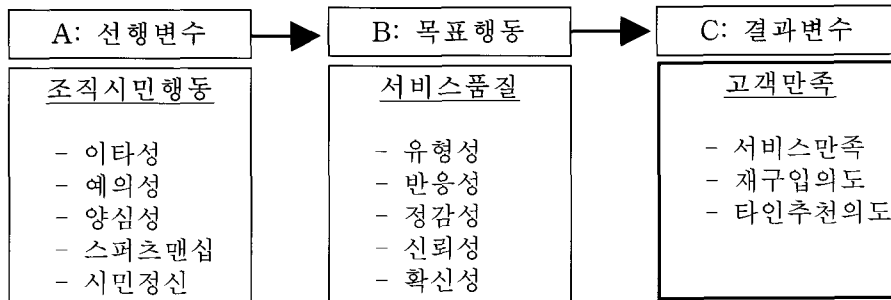 A: 선행변수
B: 목표행동
C: 결과변수
조직시민행동
- 이타성
- 예의성
- 양심성
- 스퍼츠맨십
- 시민정신
서비스품질
- 유형성
- 반응성
- 정감성
- 신뢰성
- 확신성
고객만족
- 서비스만족
- 재구입의도
- 타인추천의도